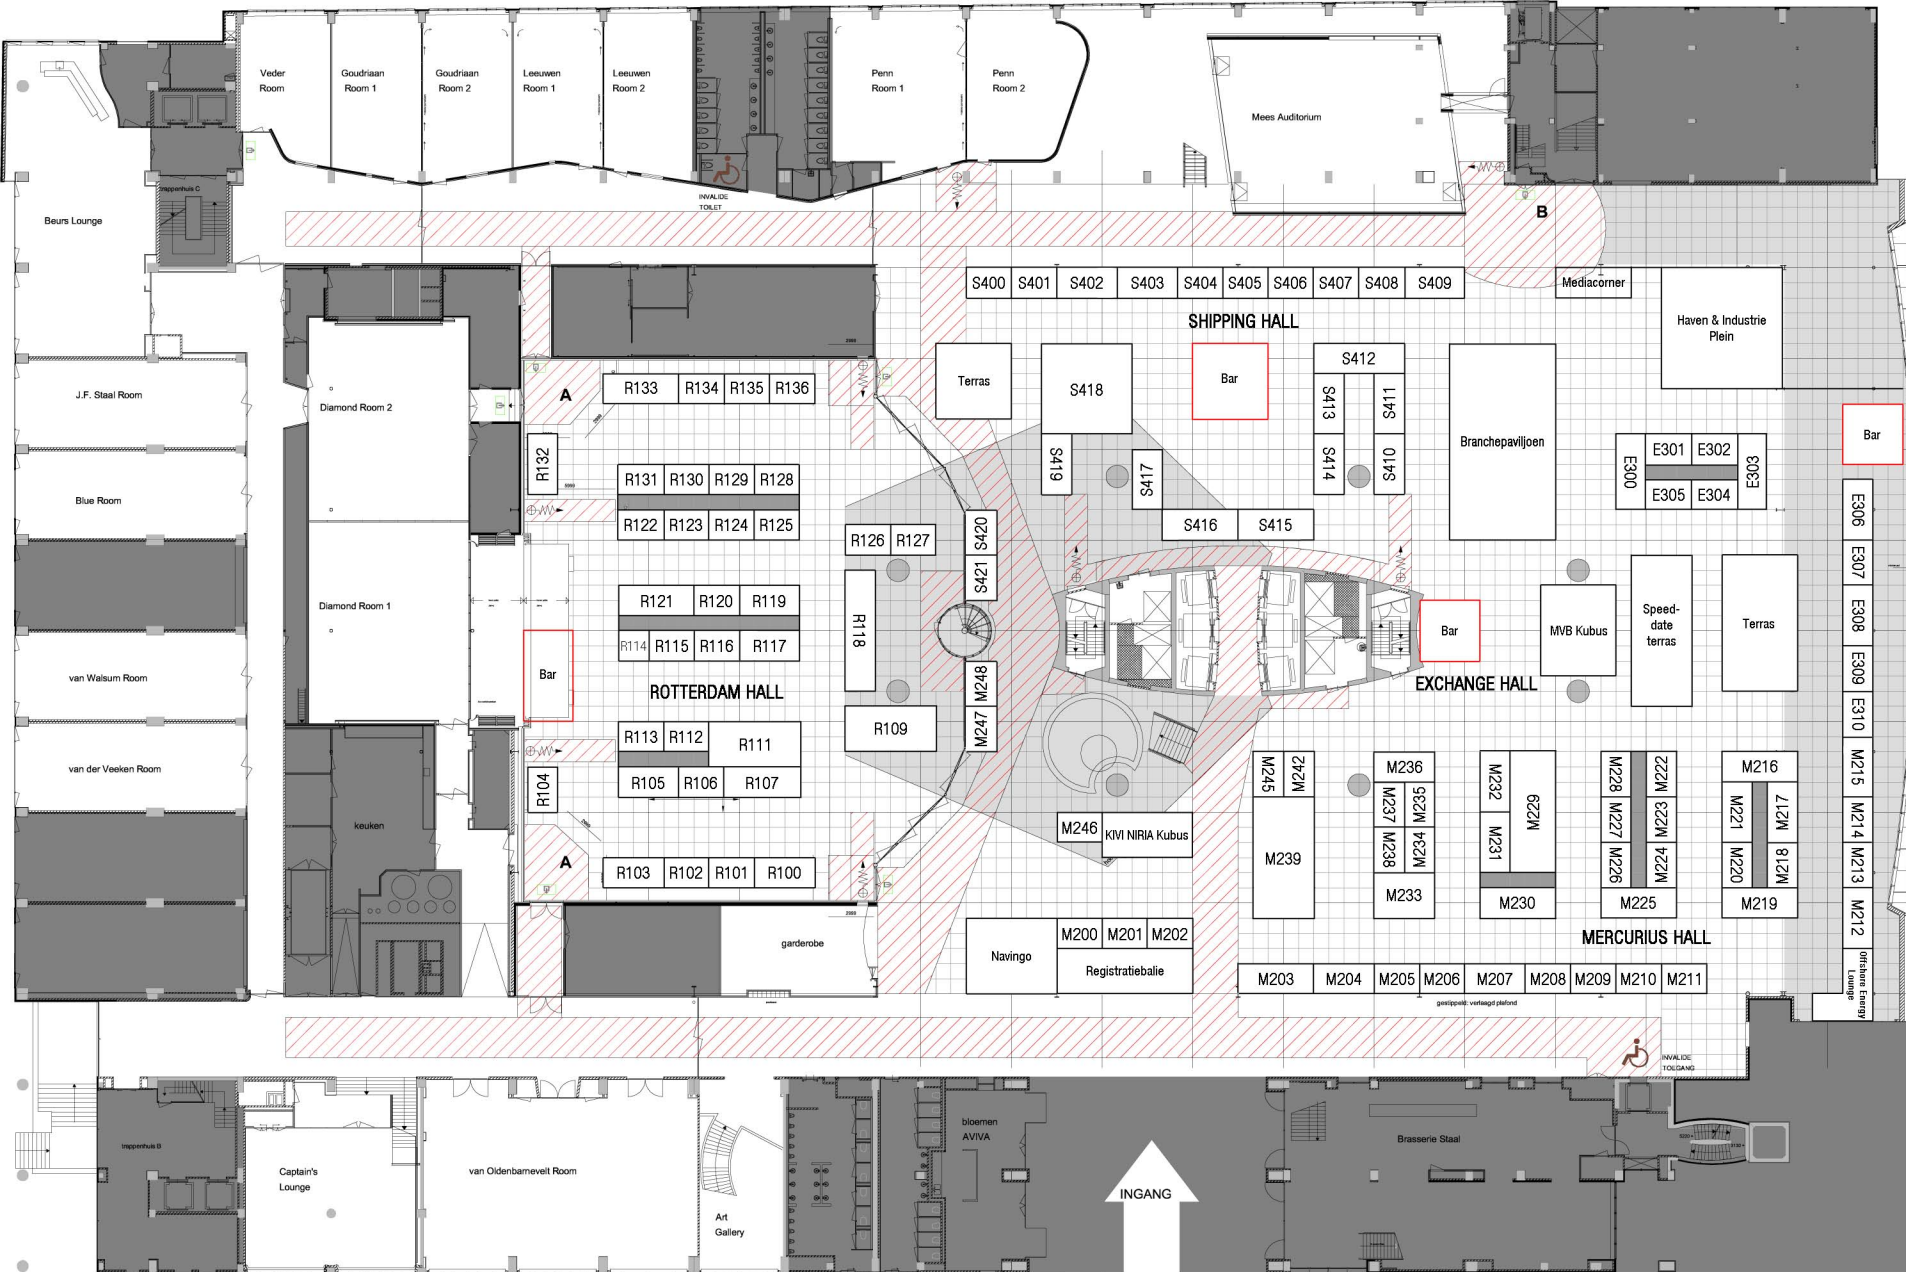 Veder
Room
Goudriaan
Room 1
Goudriaan
Room 2
Leeuwen
Room 1
Leeuwen
Room 2
Penn
Room 1
Penn
Room 2
Mees Auditorium
trappenhuis C
INVALIDE
TOILET
Beurs Lounge
B
S400 S401 S402 S403 S404 S405 S406 S407 S408 S409
Mediacorner
SHIPPING HALL
Haven & Industrie
Plein
Terras
S418
Bar
S412
S413
S411
S414
S410
S419
S417
S416 S415
Branchepaviljoen
Bar
E300
E301 E302
E303
E305 E304
E306
E307
E308
E309
E310
J.F. Staal Room
Diamond Room 2
Blue Room
Diamond Room 1
van Walsum Room
van der Veeken Room
keuken
A
R133 R134 R135 R136
R132
R131 R130 R129 R128
R122 R123 R124 R125
R126 R127
S420
S421
R121 R120 R119
R114 R115 R116 R117
R118
Bar
ROTTERDAM HALL
M248
M247
R109
R113 R112 R111
R105 R106 R107
R104
A
R103 R102 R101 R100
Bar
MVB Kubus
Speed-
date
terras
Terras
EXCHANGE HALL
M246 KIVI NIRIA Kubus
M245
M242
M239
M236
M237
M235
M238
M234
M233
M232
M231
M229
M230
M228
M222
M227
M223
M226
M224
M225
M216
M221
M217
M220
M218
M219
M215
M214
M213
M212
Offshore Energy
Lounge
MERCURIUS HALL
garderobe
Navingo
M200 M201 M202
Registratiebalie
M203 M204 M205 M206 M207 M208 M209 M210 M211
gestippeld: verlaagd plafond
INVALIDE
TOEGANG
trappenhuis B
Captain's
Lounge
van Oldenbarnevelt Room
Art
Gallery
bloemen
AVIVA
INGANG
Brasserie Staal